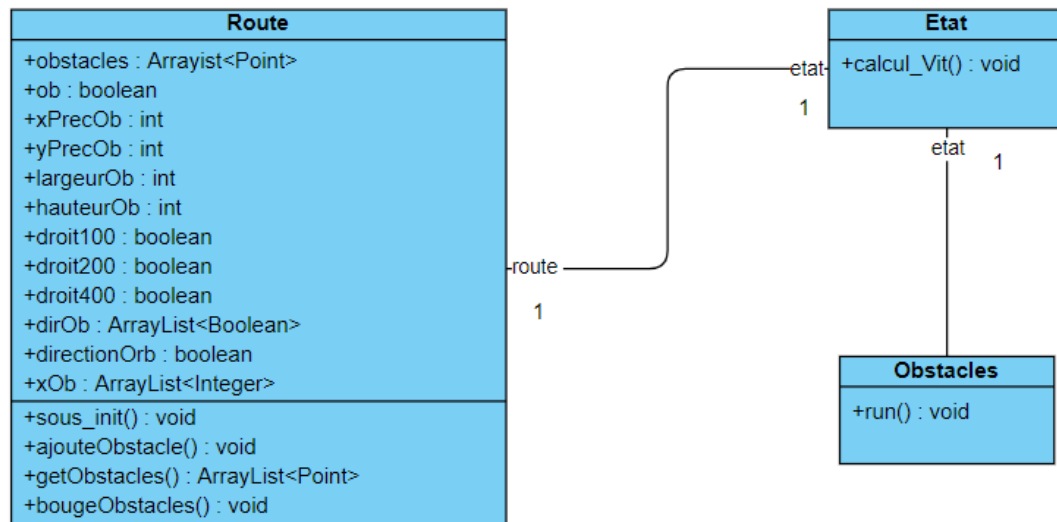 Route
+obstacles : Arrayist<Point>
+ob : boolean
+xPrecOb : int
+yPrecOb : int
+largeurOb : int
+hauteurOb : int
+droit100 : boolean
+droit200 : boolean
+droit400 : boolean
+dirOb : ArrayList<Boolean>
+directionOrb : boolean
+xOb : ArrayList<Integer>
+sous_init() : void
+ajouteObstacle() : void
+getObstacles() : ArrayList<Point>
+bougeObstacles() : void
route
1
etat
1
Etat
+calcul_Vit() : void
etat
1
Obstacles
+run() : void